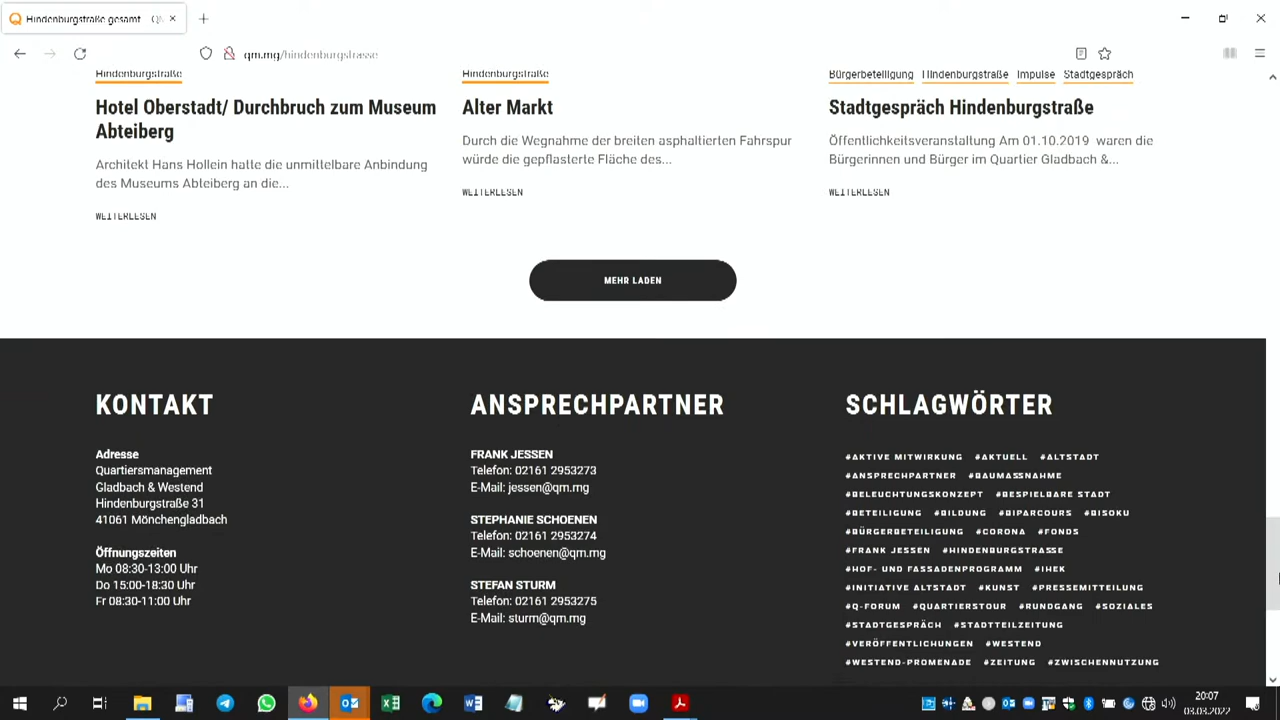 Hindenburgstraße gesamt
qm.mg/hindenburgstrasse
Hindenburgstraße
Hotel Oberstadt/ Durchbruch zum Museum
Abteiberg
Architekt Hans Hollein hatte die unmittelbare Anbindung
des Museums Abteiberg an die...
WEITERLESEN
Hindenburgstraße
Alter Markt
Durch die Wegnahme der breiten asphaltierten Fahrspur
würde die gepflasterte Fläche des...
WEITERLESEN
Bürgerbeteiligung Hindenburgstraße Impulse Stadtgespräch
Stadtgespräch Hindenburgstraße
Öffentlichkeitsveranstaltung Am 01.10.2019 waren die
Bürgerinnen und Bürger im Quartier Gladbach &...
WEITERLESEN
MEHR LADEN
KONTAKT
Adresse
Quartiersmanagement
Gladbach & Westend
Hindenburgstraße 31
41061 Mönchengladbach
Öffnungszeiten
Mo 08:30-13:00 Uhr
Do 15:00-18:30 Uhr
Fr 08:30-11:00 Uhr
ANSPRECHPARTNER
FRANK JESSEN
Telefon: 02161 2953273
E-Mail: jessen@qm.mg
STEPHANIE SCHOENEN
Telefon: 02161 2953274
E-Mail: schoenen@qm.mg
STEFAN STURM
Telefon: 02161 2953275
E-Mail: sturm@qm.mg
SCHLAGWÖRTER
#AKTIVE MITWIRKUNG #AKTUELL #ALTSTADT
#ANSPRECHPARTNER #BAUMASSNAHME
#BELEUCHTUNGSKONZEPT #BESPIELBARE STADT
#BETEILIGUNG #BILDUNG #BIPARCOURS #BISOKU
#BÜRGERBETEILIGUNG #CORONA #FONDS
#FRANK JESSEN #HINDENBURGSTRASSE
#HOF- UND FASSADENPROGRAMM #IHEK
#INITIATIVE ALTSTADT #KUNST #PRESSEMITTEILUNG
#Q-FORUM #QUARTIERSTOUR #RUNDGANG #SOZIALES
#STADTGESPRÄCH #STADTTEILZEITUNG
#VERÖFFENTLICHUNGEN #WESTEND
#WESTEND-PROMENADE #ZEITUNG #ZWISCHENNUTZUNG
20:07
03.03.2022